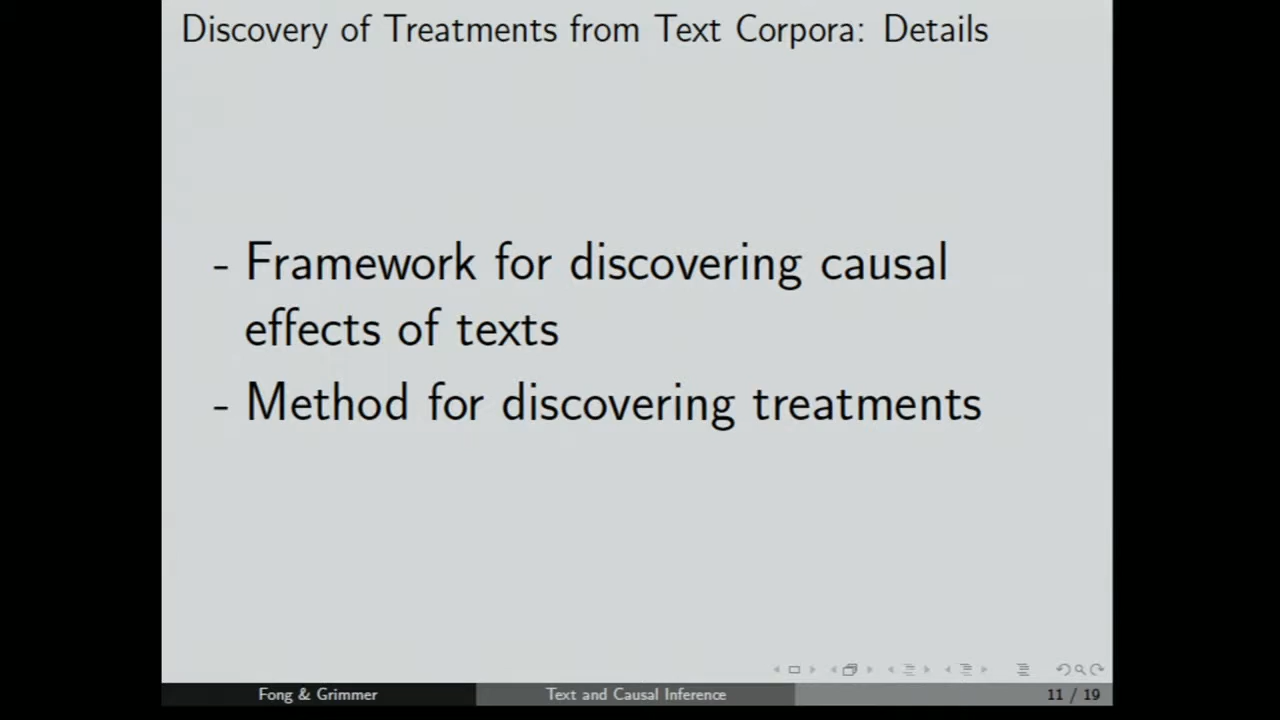 Discovery of Treatments from Text Corpora: Details
- Framework for discovering causal
effects of texts
- Method for discovering treatments
Fong & Grimmer
Text and Causal Inference
11 / 19